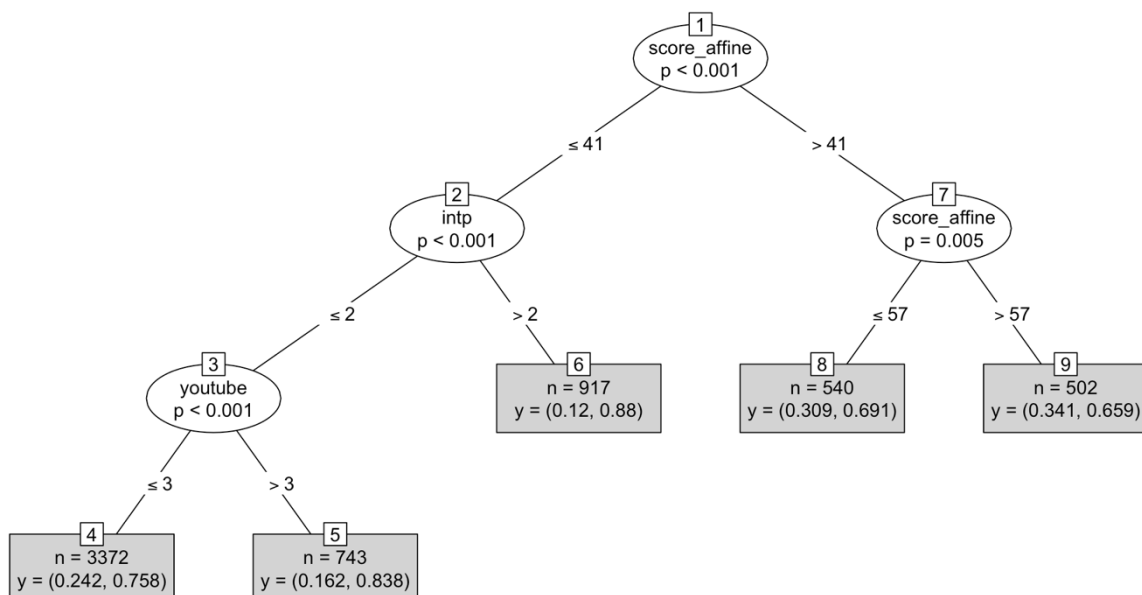 1
score_affine
p < 0.001
≤ 41
> 41
2
intp
p < 0.001
7
score_affine
p = 0.005
≤ 2
> 2
≤ 57
> 57
3
youtube
p < 0.001
6
n = 917
y = (0.12, 0.88)
8
n = 540
y = (0.309, 0.691)
9
n = 502
y = (0.341, 0.659)
≤ 3
> 3
4
n = 3372
y = (0.242, 0.758)
5
n = 743
y = (0.162, 0.838)